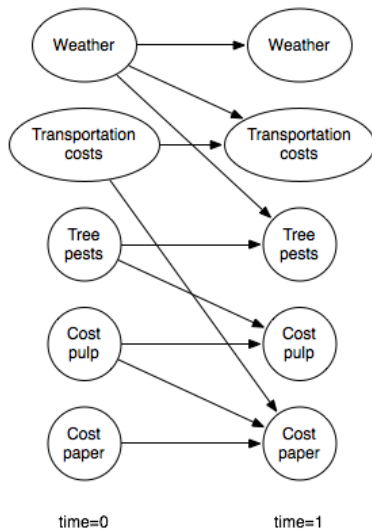 Weather
Weather
Transportation
costs
Transportation
costs
Tree
pests
Tree
pests
Cost
pulp
Cost
pulp
Cost
paper
Cost
paper
time=0
time=1